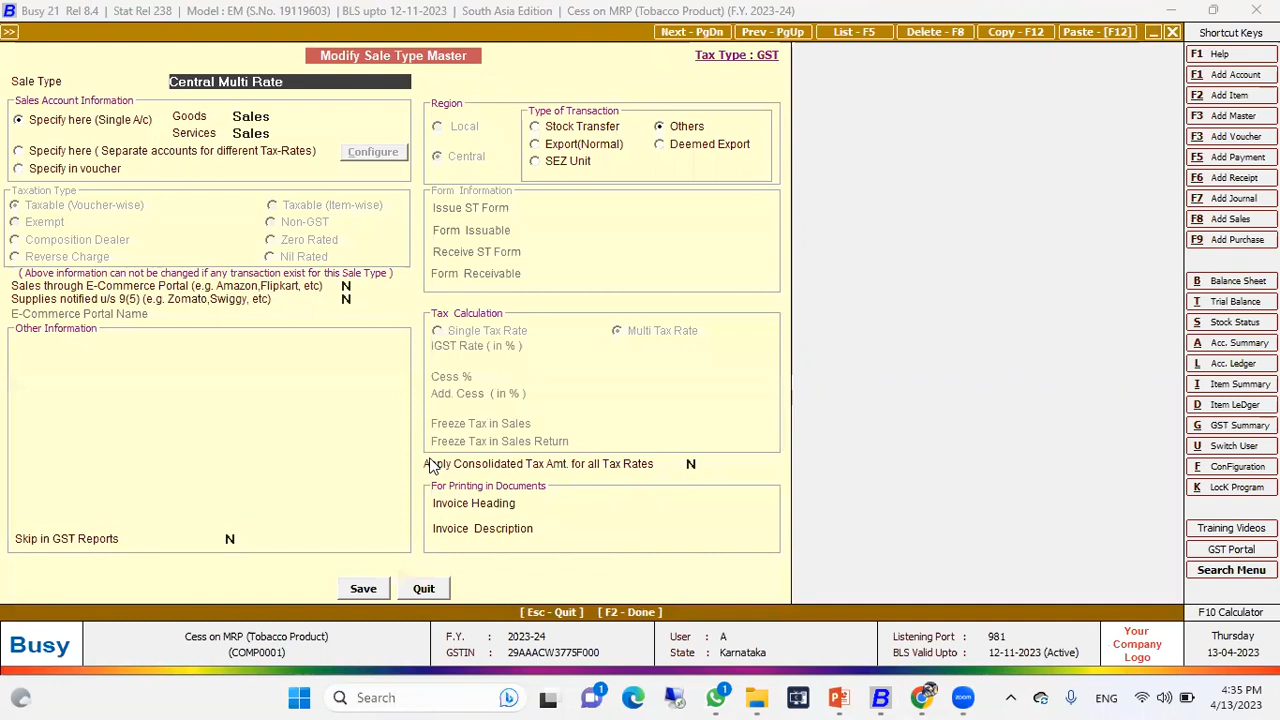 Busy 21 Rel 8.4 | Stat Rel 238 | Model : EM (S.No. 19119603) | BLS upto 12-11-2023 | South Asia Edition | Cess on MRP (Tobacco Product) (F.Y. 2023-24)
>> Next - PgDn Prev - PgUp List - F5 Delete - F8 Copy - F12 Paste - [F12]
Modify Sale Type Master
Tax Type : GST
Sale Type Central Multi Rate
Sales Account Information
Specify here (Single A/c) Goods Sales
Services Sales
Specify here ( Separate accounts for different Tax-Rates) Configure
Specify in voucher
Taxation Type
Taxable (Voucher-wise) Taxable (Item-wise)
Exempt Non-GST
Composition Dealer Zero Rated
Reverse Charge Nil Rated
(Above information can not be changed if any transaction exist for this Sale Type )
Sales through E-Commerce Portal (e.g. Amazon,Flipkart, etc) N
Supplies notified u/s 9(5) (e.g. Zomato,Swiggy, etc) N
E-Commerce Portal Name
Other Information
Skip in GST Reports N
Region
Local
Central
Type of Transaction
Stock Transfer Others
Export(Normal) Deemed Export
SEZ Unit
Form Information
Issue ST Form
Form Issuable
Receive ST Form
Form Receivable
Tax Calculation
Single Tax Rate Multi Tax Rate
IGST Rate ( in % )
Cess %
Add. Cess ( in % )
Freeze Tax in Sales
Freeze Tax in Sales Return
Apply Consolidated Tax Amt. for all Tax Rates N
For Printing in Documents
Invoice Heading
Invoice Description
Save Quit
[ Esc - Quit ] [ F2 - Done ]
Shortcut Keys
F1 Help
F1 Add Account
F2 Add Item
F3 Add Master
F3 Add Voucher
F5 Add Payment
F6 Add Receipt
F7 Add Journal
F8 Add Sales
F9 Add Purchase
B Balance Sheet
T Trial Balance
S Stock Status
A Acc. Summary
L Acc. Ledger
I Item Summary
D Item LeDger
G GST Summary
U Switch User
F ConFiguration
K LocK Program
Training Videos
GST Portal
Search Menu
F10 Calculator
Busy
Cess on MRP (Tobacco Product)
(COMP0001)
F.Y. : 2023-24
GSTIN : 29AAACW3775F000
User : A
State : Karnataka
Listening Port : 981
BLS Valid Upto : 12-11-2023 (Active)
Your
Company
Logo
Thursday
13-04-2023
Search
1
1
zoom
ENG
4:35 PM
4/13/2023